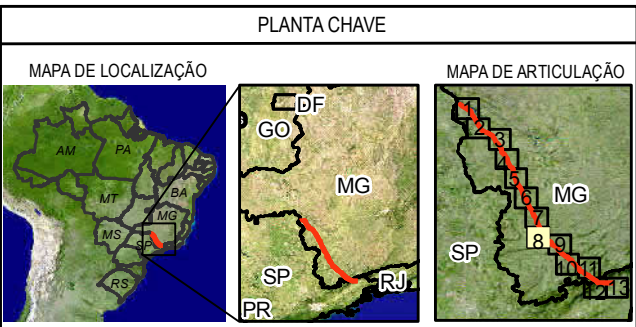 PLANTA CHAVE
MAPA DE LOCALIZAÇÃO
AM
PA
MT
BA
MG
MS
SP
RS
DF
GO
MG
SP
RJ
PR
MAPA DE ARTICULAÇÃO
1
2
3
4
5
6
7
8
9
10
11
12
13
MG
SP